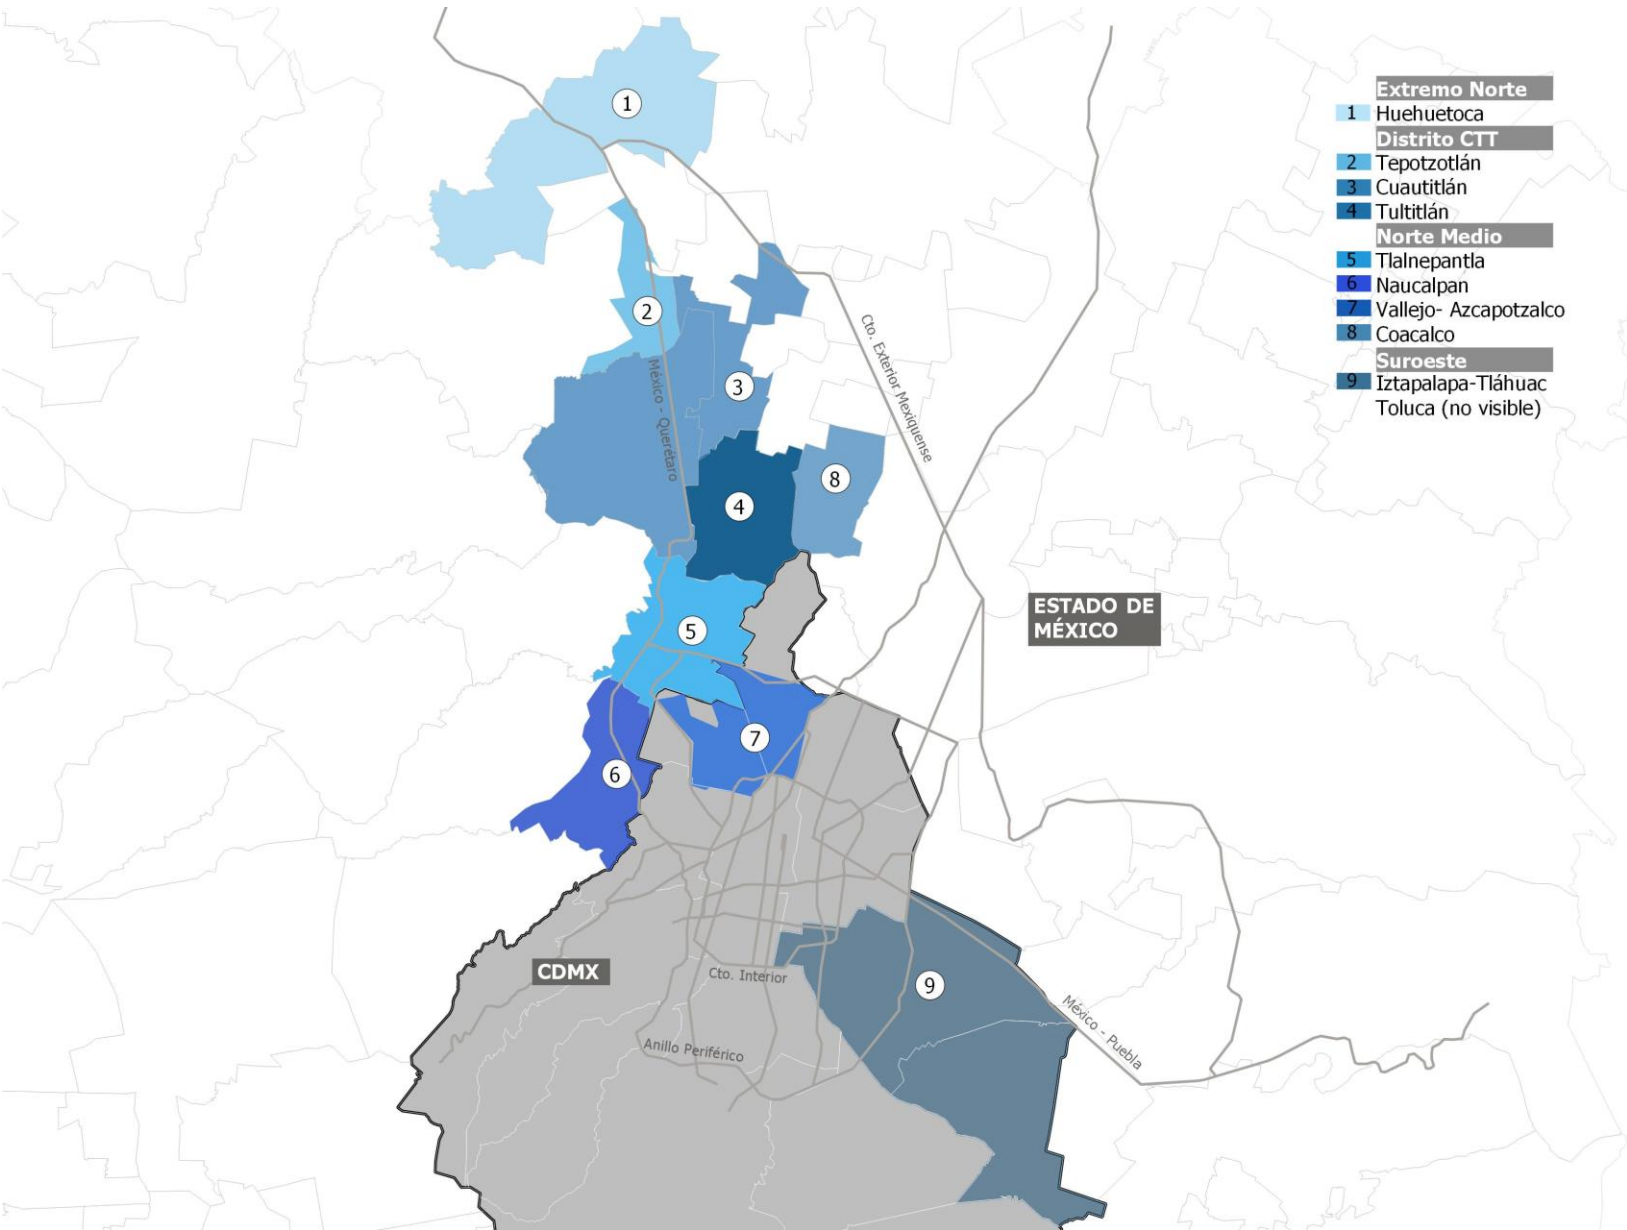 Extremo Norte
1 Huehuetoca
Distrito CTT
2 Tepotzotlán
3 Cuautitlán
4 Tultitlán
Norte Medio
5 Tlalnepantla
6 Naucalpan
7 Vallejo- Azcapotzalco
8 Coacalco
Suroeste
9 Iztapalapa-Tláhuac
Toluca (no visible)
1
2
Cto. Exterior Mexiquense
México - Querétaro
3
8
4
ESTADO DE
MÉXICO
5
7
6
CDMX
Cto. Interior
9
México - Puebla
Anillo Periférico